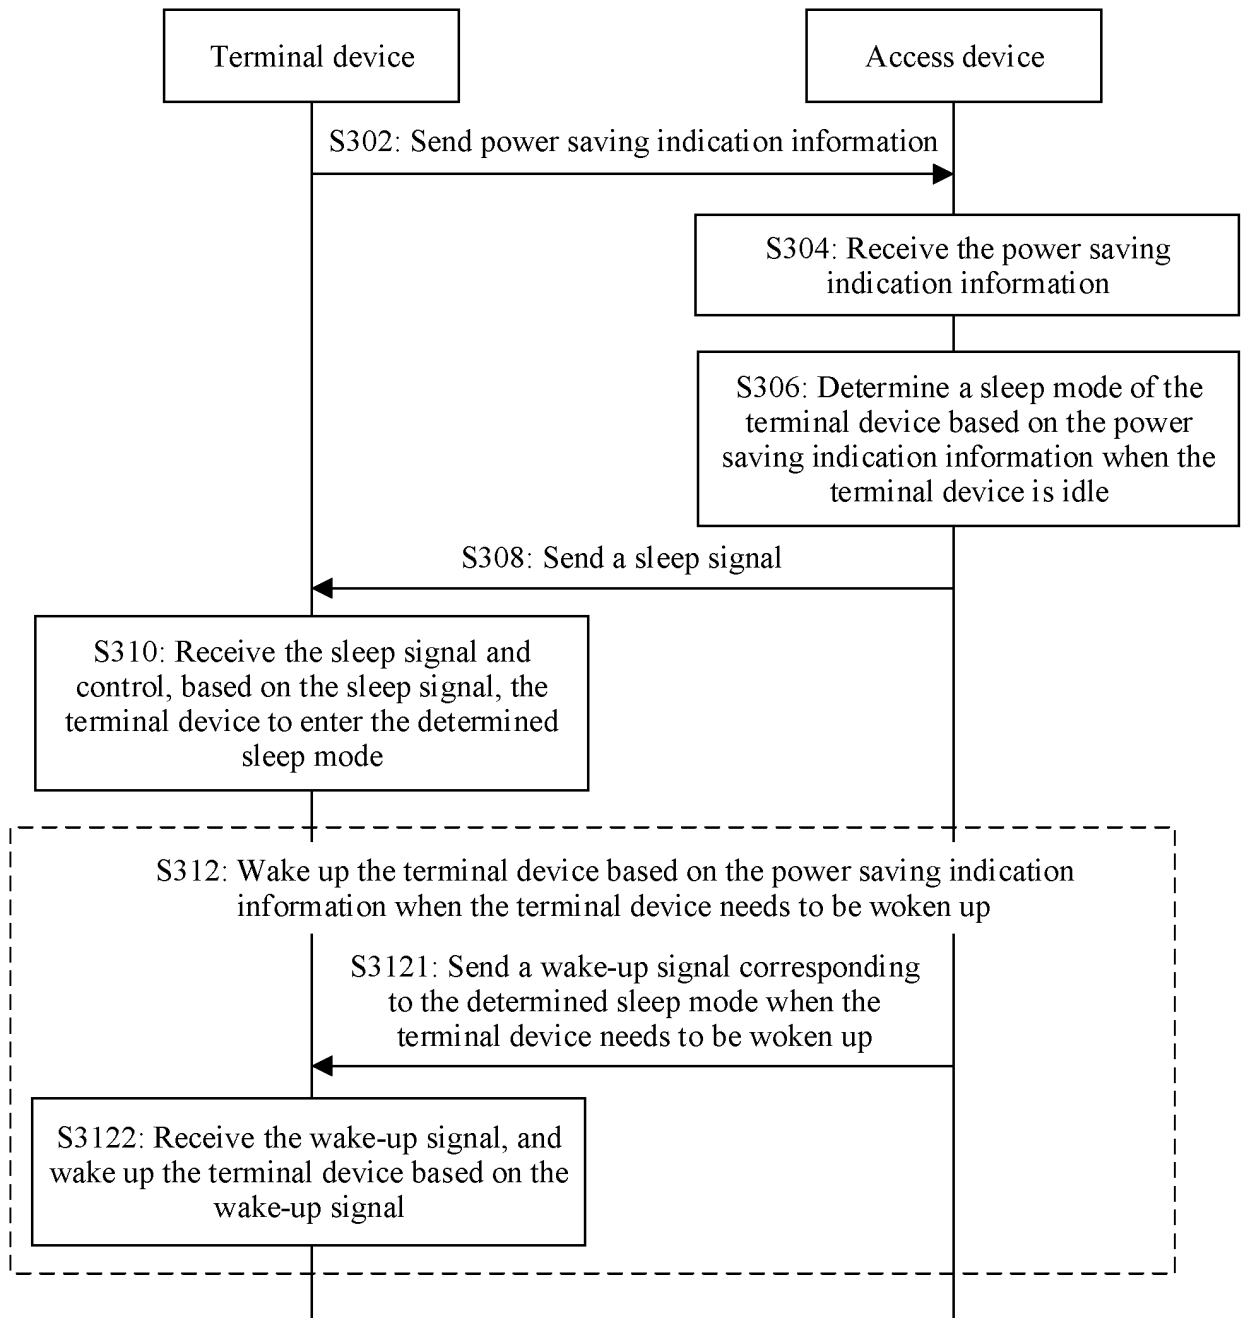 Terminal device
Access device
S302: Send power saving indication information
S304: Receive the power saving
indication information
S306: Determine a sleep mode of the
terminal device based on the power
saving indication information when the
terminal device is idle
S308: Send a sleep signal
S310: Receive the sleep signal and
control, based on the sleep signal, the
terminal device to enter the determined
sleep mode
S312: Wake up the terminal device based on the power saving indication
information when the terminal device needs to be woken up
S3121: Send a wake-up signal corresponding
to the determined sleep mode when the
terminal device needs to be woken up
S3122: Receive the wake-up signal, and
wake up the terminal device based on the
wake-up signal